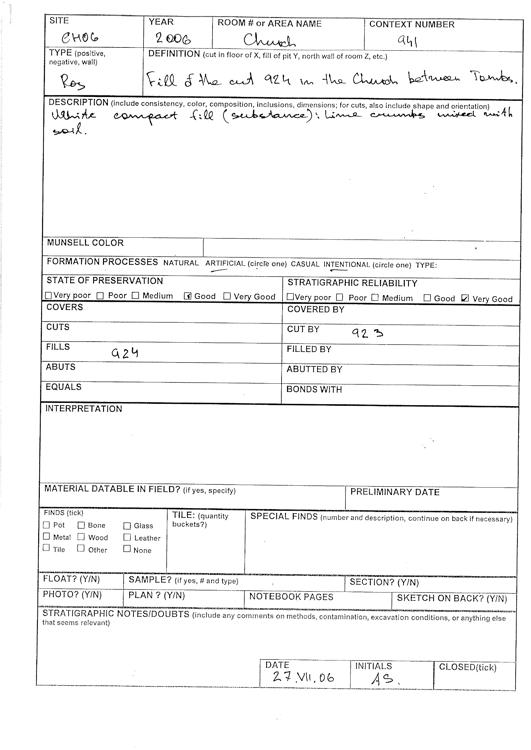 SITE YEAR ROOM # or AREA NAME CONTEXT NUMBER
CH06 2006 Church 941
TYPE (positive, negative, wall) DEFINITION (cut in floor of X, fill of pit Y, north wall of room Z, etc.)
Pos Fill of the cut 924 in the Church between Tombs.
DESCRIPTION (include consistency, color, composition, inclusions, dimensions; for cuts, also include shape and orientation)
White compact fill (substance): Lime crumbs mixed with
soil.
MUNSELL COLOR
FORMATION PROCESSES NATURAL ARTIFICIAL (circle one) CASUAL INTENTIONAL (circle one) TYPE:
STATE OF PRESERVATION STRATIGRAPHIC RELIABILITY
☐Very poor ☐ Poor ☐ Medium ☑ Good ☐ Very Good ☐Very poor ☐ Poor ☐ Medium ☐ Good ☑ Very Good
COVERS COVERED BY
CUTS CUT BY 923
FILLS 924 FILLED BY
ABUTS ABUTTED BY
EQUALS BONDS WITH
INTERPRETATION
MATERIAL DATABLE IN FIELD? (if yes, specify) PRELIMINARY DATE
FINDS (tick) TILE: (quantity buckets?) SPECIAL FINDS (number and description, continue on back if necessary)
☐ Pot ☐ Bone ☐ Glass
☐ Metal ☐ Wood ☐ Leather
☐ Tile ☐ Other ☐ None
FLOAT? (Y/N) SAMPLE? (if yes, # and type) SECTION? (Y/N)
PHOTO? (Y/N) PLAN ? (Y/N) NOTEBOOK PAGES SKETCH ON BACK? (Y/N)
STRATIGRAPHIC NOTES/DOUBTS (include any comments on methods, contamination, excavation conditions, or anything else
that seems relevant)
DATE INITIALS CLOSED(tick)
27.VII.06 AS.